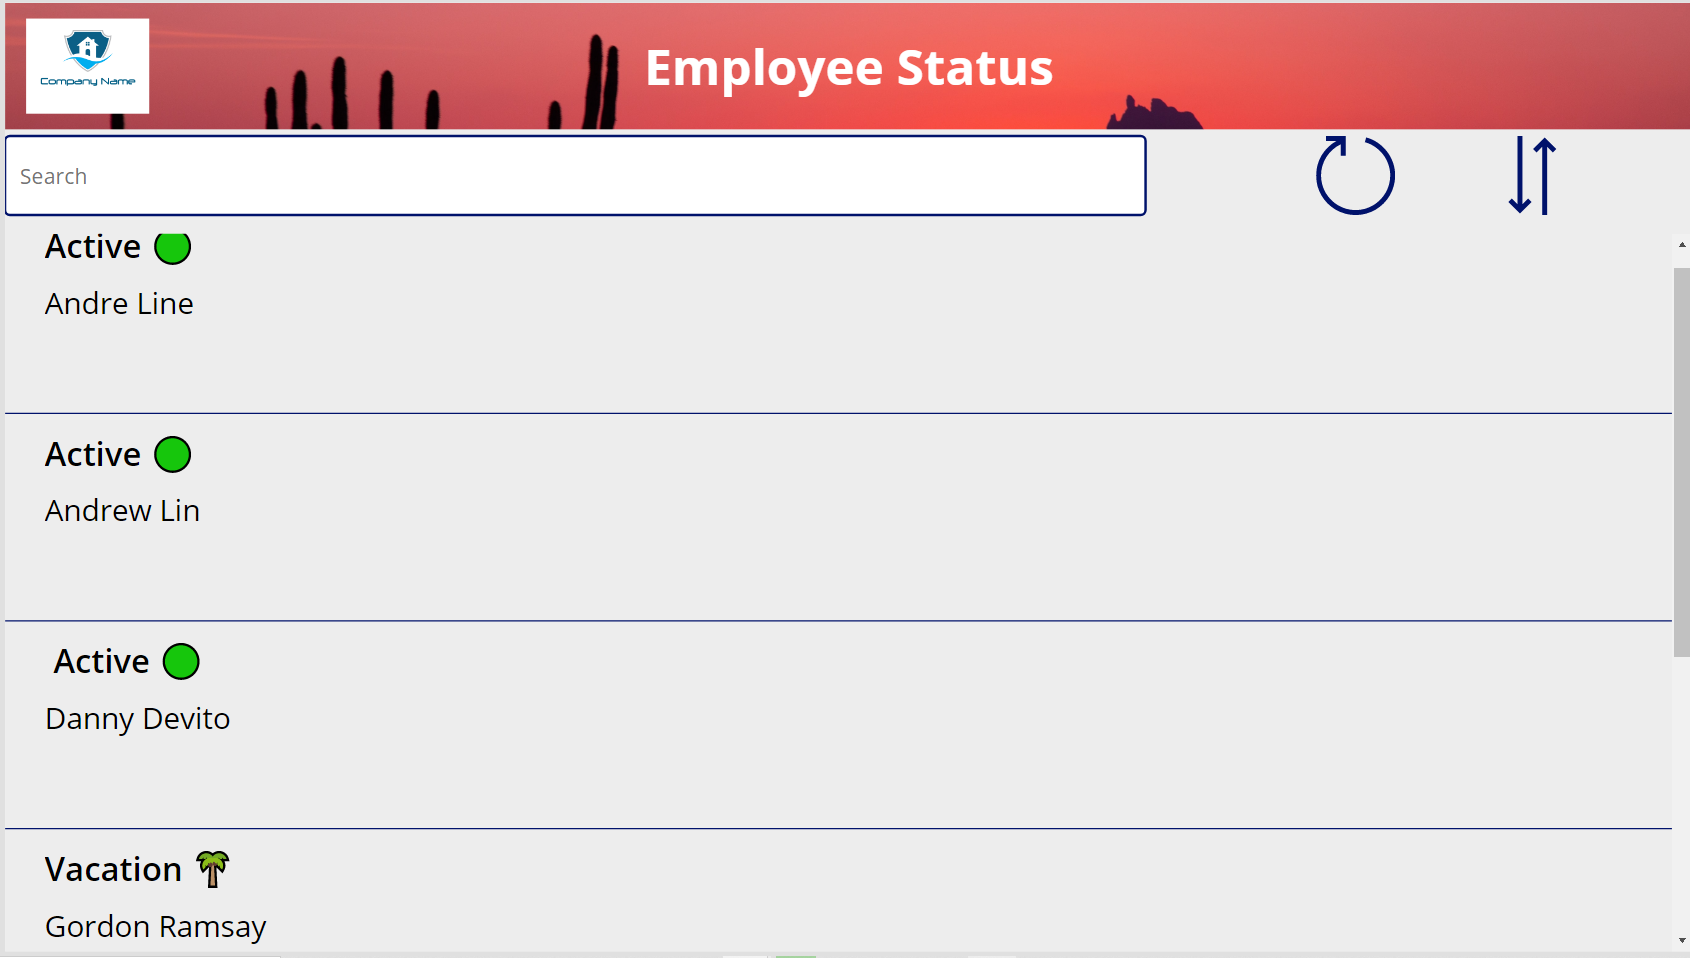 Company Name
Employee Status
Search
Active
Andre Line
Active
Andrew Lin
Active
Danny Devito
Vacation
Gordon Ramsay